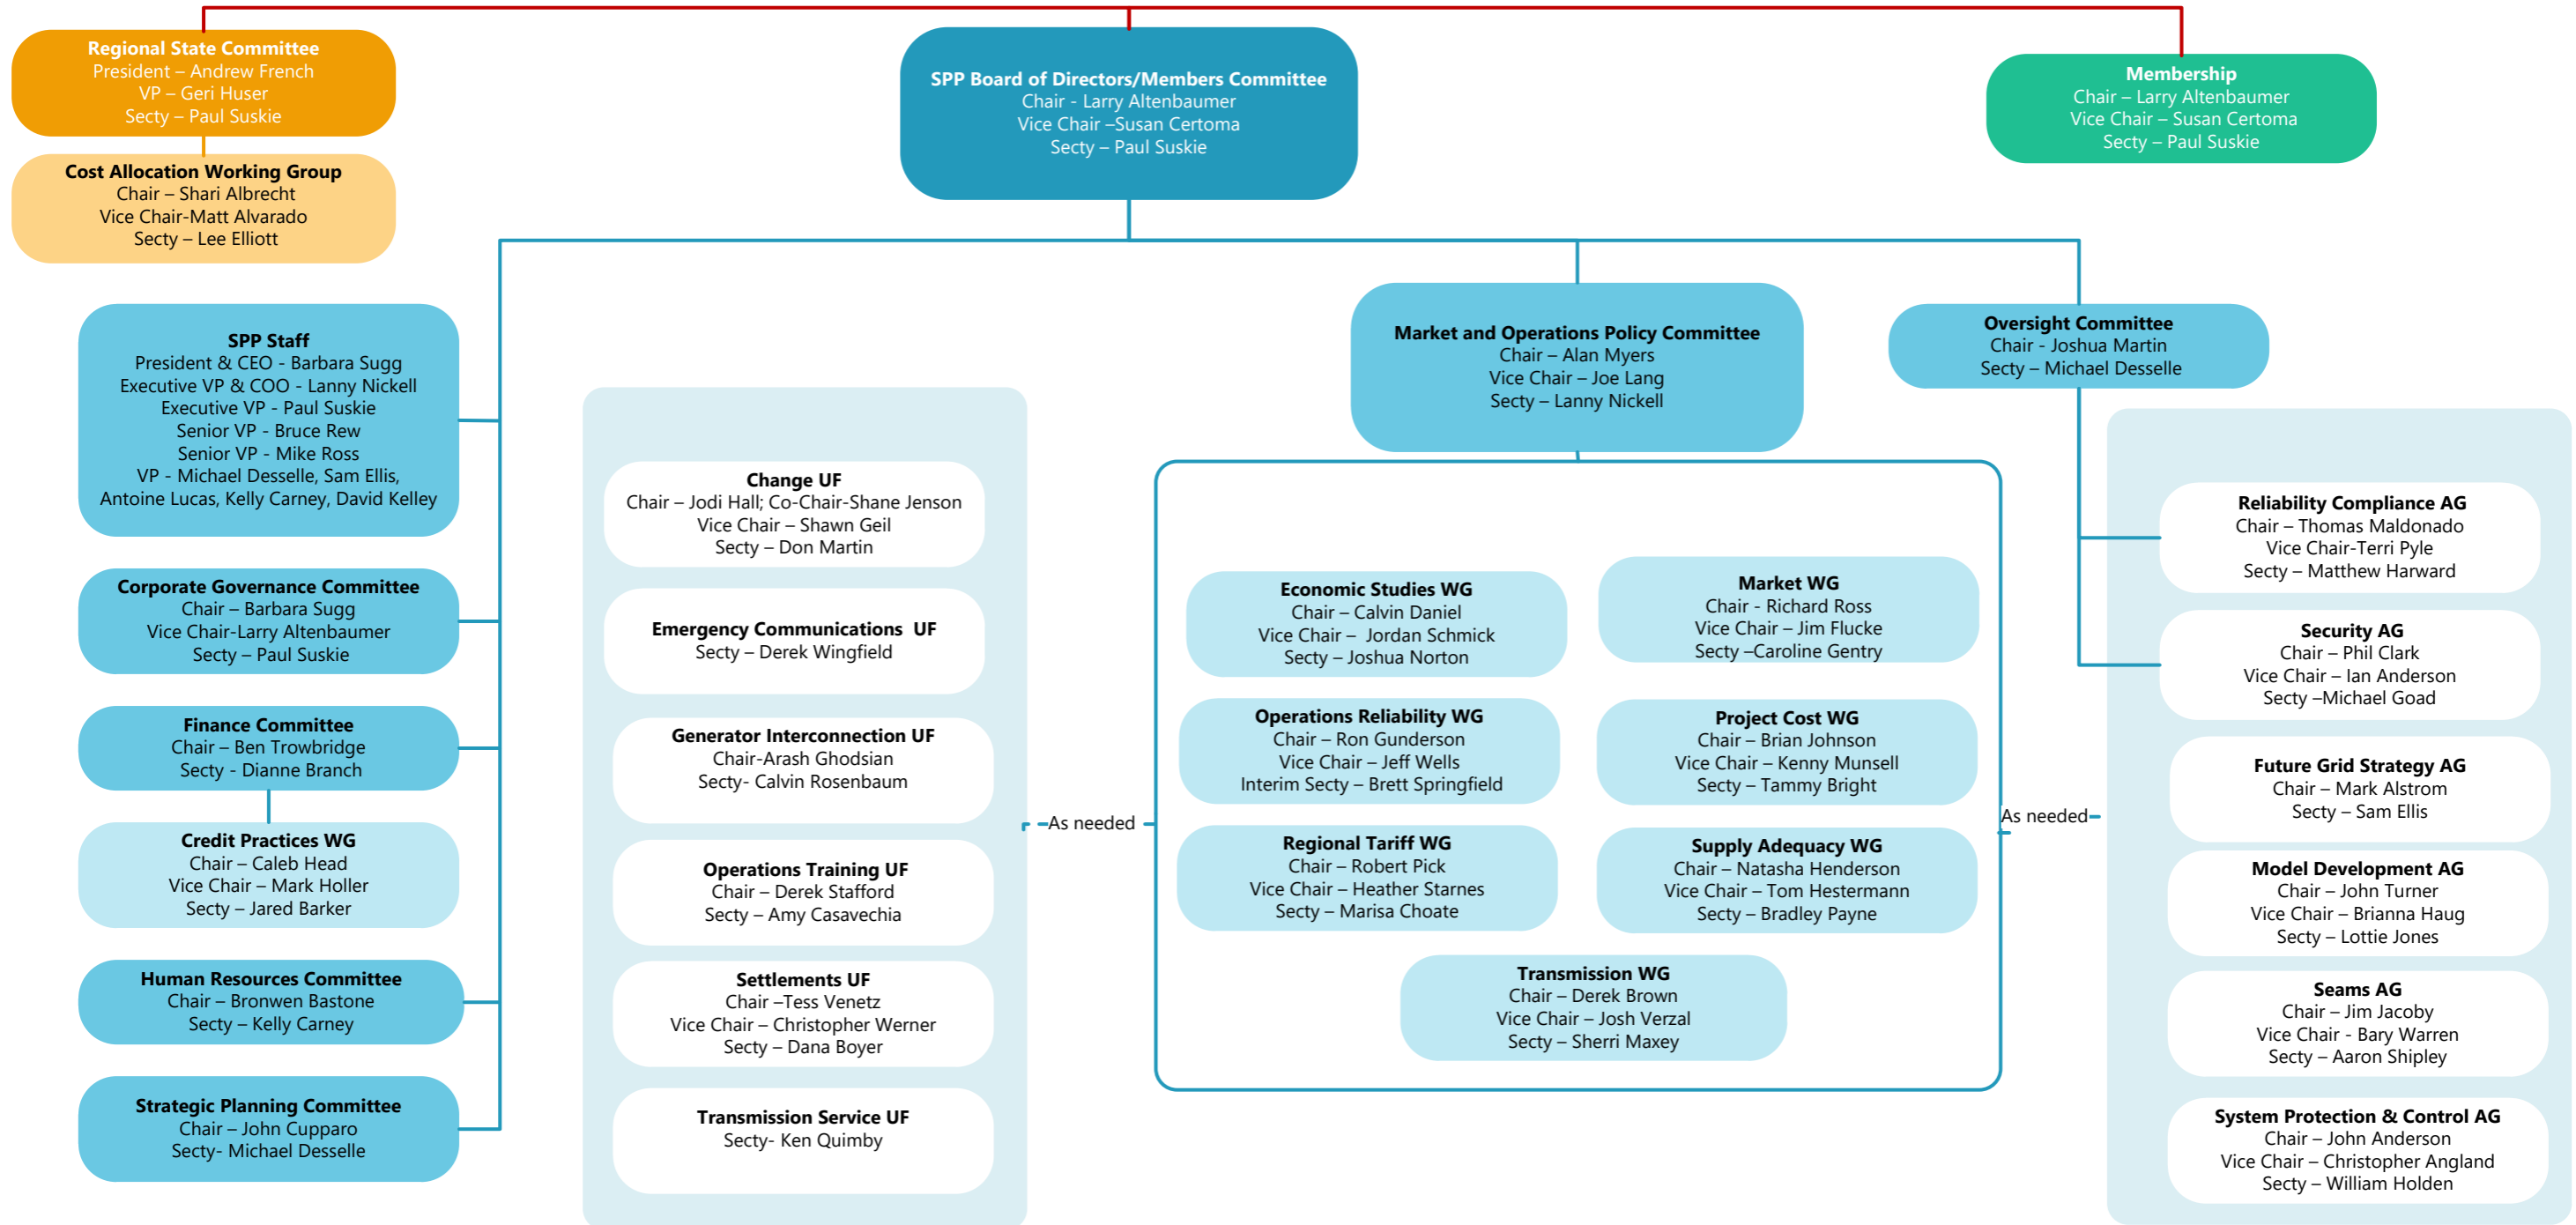 Regional State Committee
President – Andrew French
VP – Geri Huser
Secty – Paul Suskie
Cost Allocation Working Group
Chair – Shari Albrecht
Vice Chair-Matt Alvarado
Secty – Lee Elliott
SPP Board of Directors/Members Committee
Chair - Larry Altenbaumer
Vice Chair –Susan Certoma
Secty – Paul Suskie
Membership
Chair – Larry Altenbaumer
Vice Chair – Susan Certoma
Secty – Paul Suskie
SPP Staff
President & CEO - Barbara Sugg
Executive VP & COO - Lanny Nickell
Executive VP - Paul Suskie
Senior VP - Bruce Rew
Senior VP - Mike Ross
VP - Michael Desselle, Sam Ellis,
Antoine Lucas, Kelly Carney, David Kelley
Corporate Governance Committee
Chair – Barbara Sugg
Vice Chair-Larry Altenbaumer
Secty – Paul Suskie
Finance Committee
Chair – Ben Trowbridge
Secty - Dianne Branch
Credit Practices WG
Chair – Caleb Head
Vice Chair – Mark Holler
Secty – Jared Barker
Human Resources Committee
Chair – Bronwen Bastone
Secty – Kelly Carney
Strategic Planning Committee
Chair – John Cupparo
Secty- Michael Desselle
Change UF
Chair – Jodi Hall; Co-Chair-Shane Jenson
Vice Chair – Shawn Geil
Secty – Don Martin
Emergency Communications  UF
Secty – Derek Wingfield
Generator Interconnection UF
Chair-Arash Ghodsian
Secty- Calvin Rosenbaum
Operations Training UF
Chair – Derek Stafford
Secty – Amy Casavechia
Settlements UF
Chair –Tess Venetz
Vice Chair – Christopher Werner
Secty – Dana Boyer
Transmission Service UF
Secty- Ken Quimby
As needed
Market and Operations Policy Committee
Chair – Alan Myers
Vice Chair – Joe Lang
Secty – Lanny Nickell
Economic Studies WG
Chair – Calvin Daniel
Vice Chair –  Jordan Schmick
Secty – Joshua Norton
Market WG
Chair - Richard Ross
Vice Chair – Jim Flucke
Secty –Caroline Gentry
Operations Reliability WG
Chair – Ron Gunderson
Vice Chair – Jeff Wells
Interim Secty – Brett Springfield
Project Cost WG
Chair – Brian Johnson
Vice Chair – Kenny Munsell
Secty – Tammy Bright
Regional Tariff WG
Chair – Robert Pick
Vice Chair – Heather Starnes
Secty – Marisa Choate
Supply Adequacy WG
Chair – Natasha Henderson
Vice Chair – Tom Hestermann
Secty – Bradley Payne
Transmission WG
Chair – Derek Brown
Vice Chair – Josh Verzal
Secty – Sherri Maxey
As needed
Oversight Committee
Chair - Joshua Martin
Secty – Michael Desselle
Reliability Compliance AG
Chair – Thomas Maldonado
Vice Chair-Terri Pyle
Secty – Matthew Harward
Security AG
Chair – Phil Clark
Vice Chair – Ian Anderson
Secty –Michael Goad
Future Grid Strategy AG
Chair – Mark Alstrom
Secty – Sam Ellis
Model Development AG
Chair – John Turner
Vice Chair – Brianna Haug
Secty – Lottie Jones
Seams AG
Chair – Jim Jacoby
Vice Chair - Bary Warren
Secty – Aaron Shipley
System Protection & Control AG
Chair – John Anderson
Vice Chair – Christopher Angland
Secty – William Holden